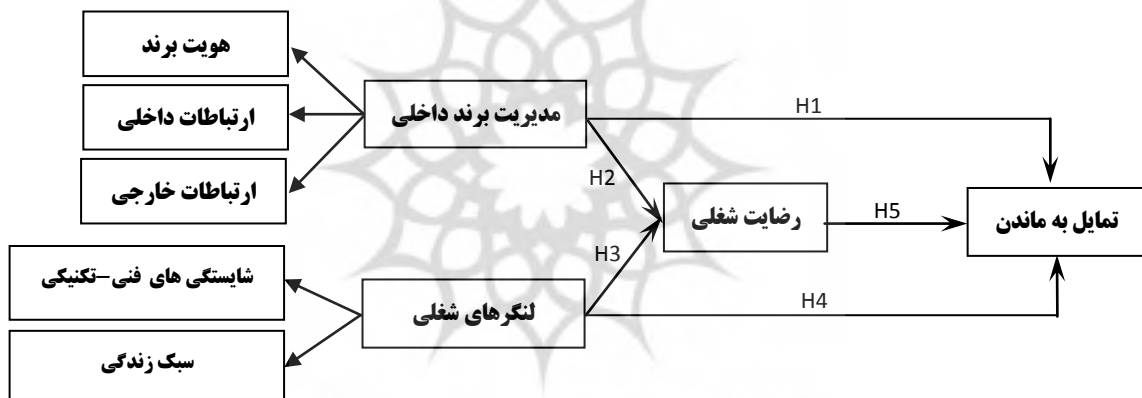 هویت برند
ارتباطات داخلی
ارتباطات خارجی
مدیریت برند داخلی
H1
H2
رضایت شغلی
H5
تمایل به ماندن
H3
شایستگی های فنی–تکنیکی
لنگرهای شغلی
H4
سبک زندگی